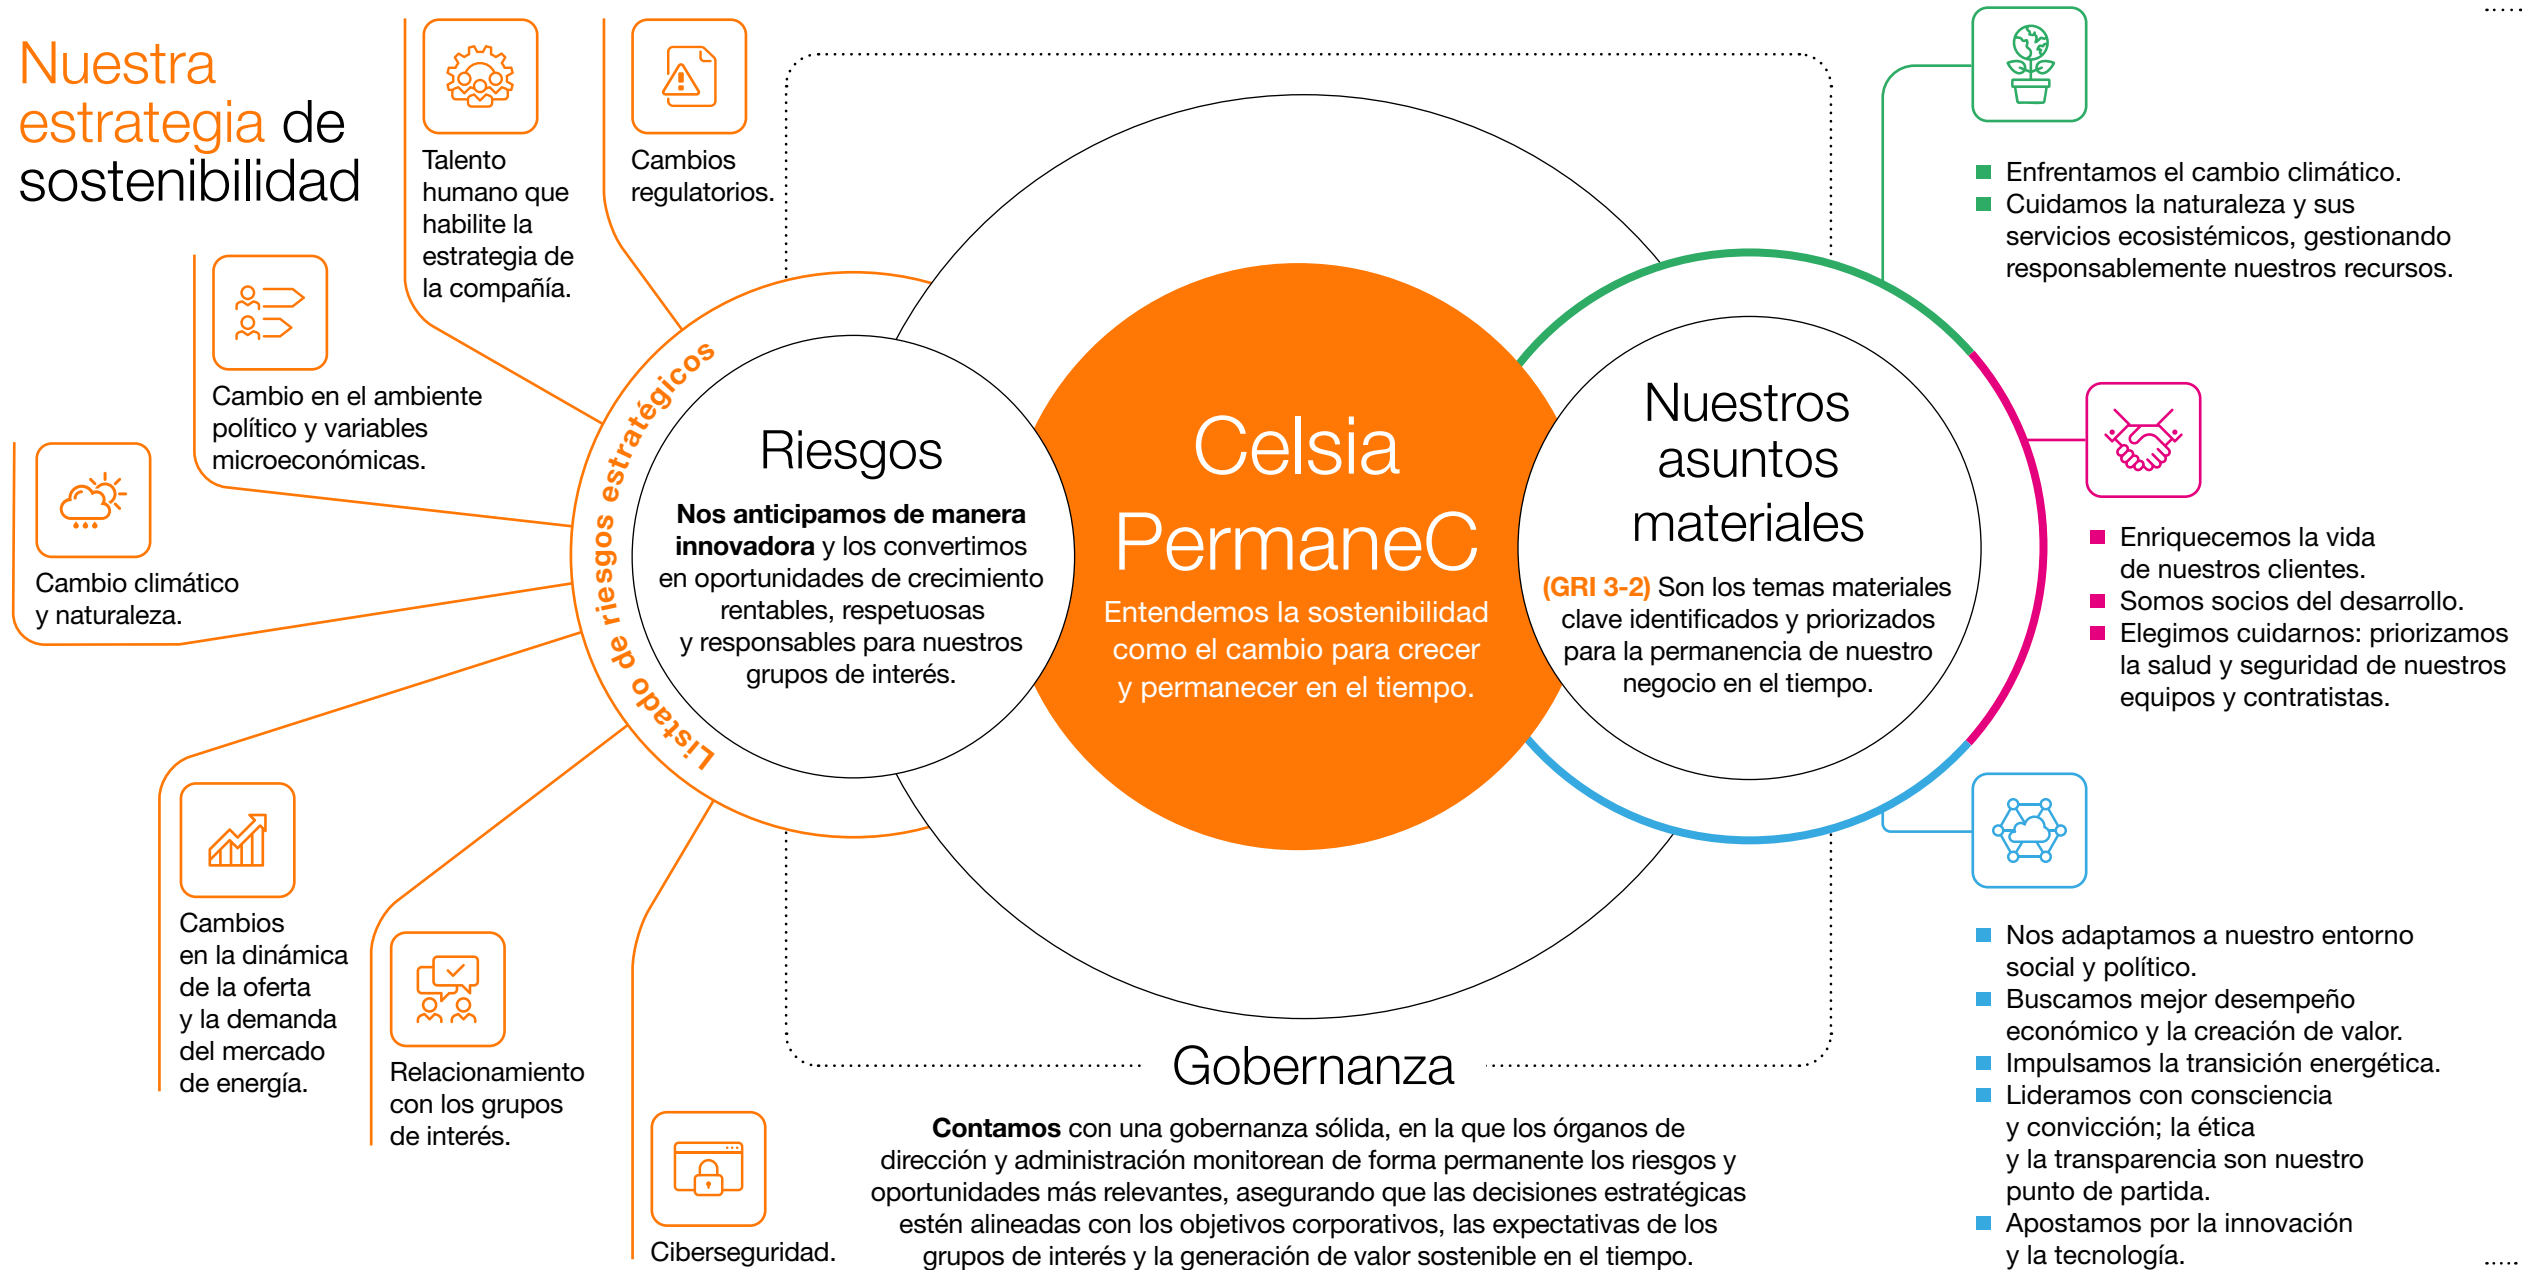 Nuestra
estrategia de
sostenibilidad
Talento
humano que
habilite la
estrategia de
la compañía.
Cambios
regulatorios.
Cambio en el ambiente
político y variables
microeconómicas.
Cambio climático
y naturaleza.
Cambios
en la dinámica
de la oferta
y la demanda
del mercado
de energía.
Relacionamiento
con los grupos
de interés.
Ciberseguridad.
Listado de riesgos estratégicos
Riesgos
Nos anticipamos de manera
innovadora y los convertimos
en oportunidades de crecimiento
rentables, respetuosas
y responsables para nuestros
grupos de interés.
Celsia
PermaneC
Entendemos la sostenibilidad
como el cambio para crecer
y permanecer en el tiempo.
Nuestros
asuntos
materiales
(GRI 3-2) Son los temas materiales
clave identificados y priorizados
para la permanencia de nuestro
negocio en el tiempo.
Enfrentamos el cambio climático.
Cuidamos la naturaleza y sus
servicios ecosistémicos, gestionando
responsablemente nuestros recursos.
Enriquecemos la vida
de nuestros clientes.
Somos socios del desarrollo.
Elegimos cuidarnos: priorizamos
la salud y seguridad de nuestros
equipos y contratistas.
Nos adaptamos a nuestro entorno
social y político.
Buscamos mejor desempeño
económico y la creación de valor.
Impulsamos la transición energética.
Lideramos con consciencia
y convicción; la ética
y la transparencia son nuestro
punto de partida.
Apostamos por la innovación
y la tecnología.
Gobernanza
Contamos con una gobernanza sólida, en la que los órganos de
dirección y administración monitorean de forma permanente los riesgos y
oportunidades más relevantes, asegurando que las decisiones estratégicas
estén alineadas con los objetivos corporativos, las expectativas de los
grupos de interés y la generación de valor sostenible en el tiempo.